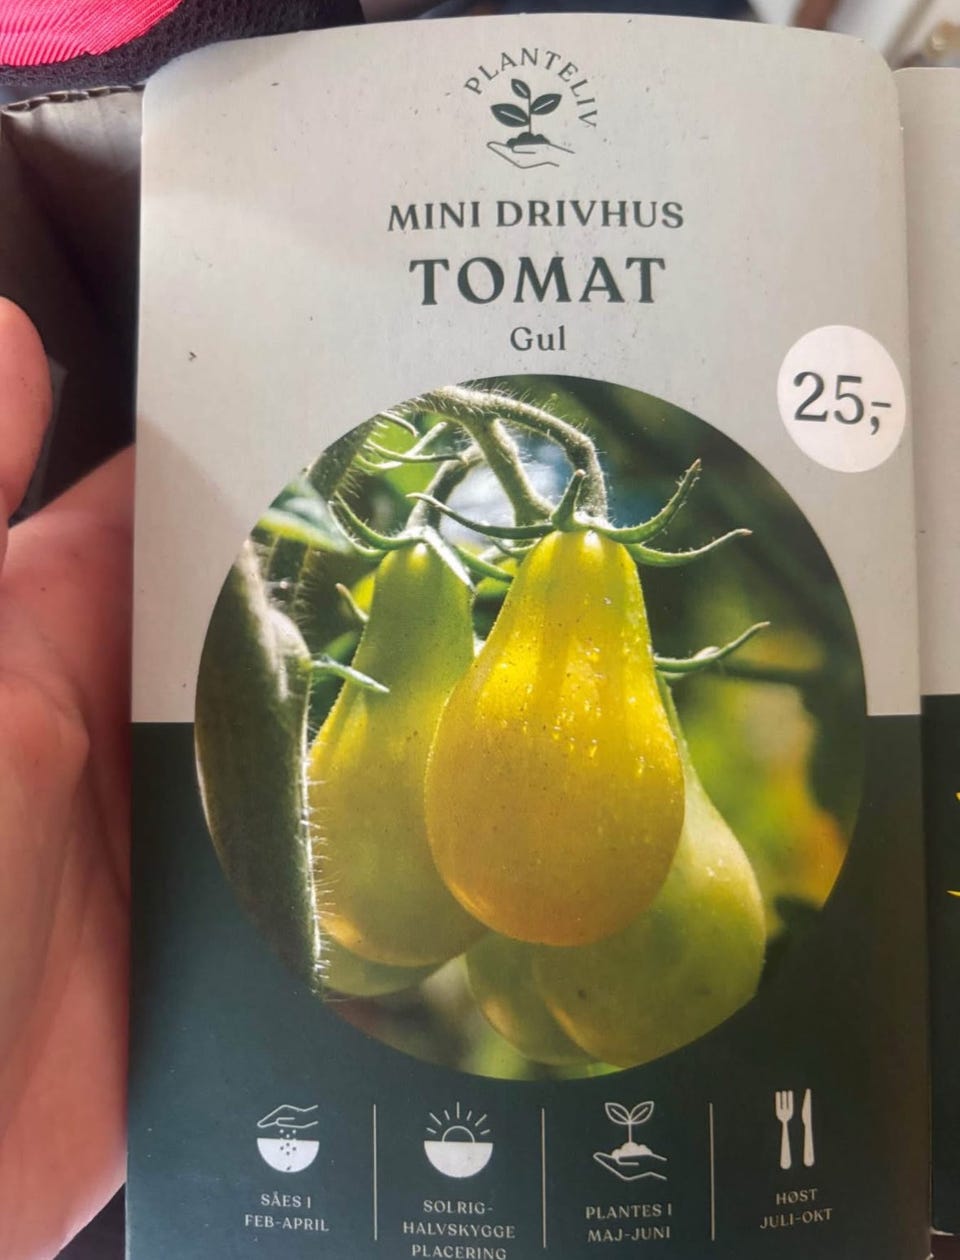 PLANTELIV
MINI DRIVHUS
TOMAT
Gul
25,-
SÅES I
FEB-APRIL
SOLRIG-
HALVSKYGGE
PLACERING
PLANTES I
MAJ-JUNI
HØST
JULI-OKT